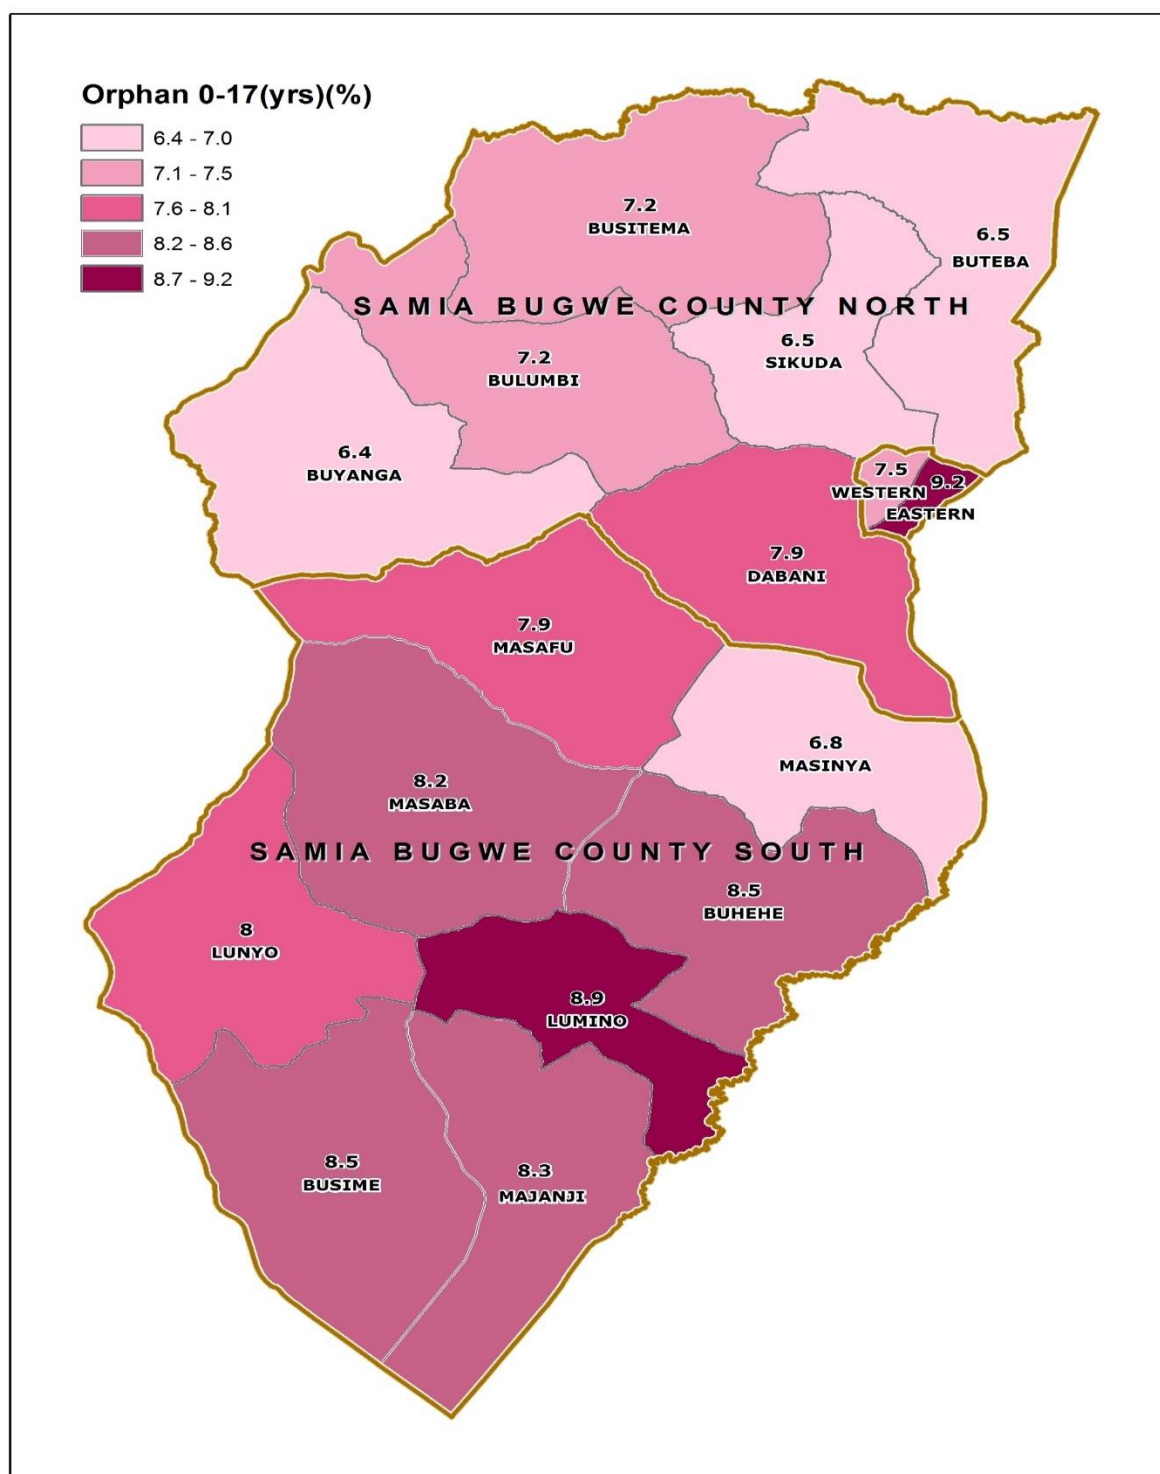 Orphan 0-17(yrs)(%)
6.4 - 7.0
7.1 - 7.5
7.6 - 8.1
8.2 - 8.6
8.7 - 9.2
7.2
BUSITEMA
6.5
BUTEBA
SAMIA BUGWE COUNTY NORTH
6.5
SIKUDA
7.2
BULUMBI
6.4
BUYANGA
7.5
WESTERN
9.2
EASTERN
7.9
DABANI
7.9
MASAFU
6.8
MASINYA
8.2
MASABA
SAMIA BUGWE COUNTY SOUTH
8.5
BUHEHE
8
LUNYO
8.9
LUMINO
8.5
BUSIME
8.3
MAJANJI